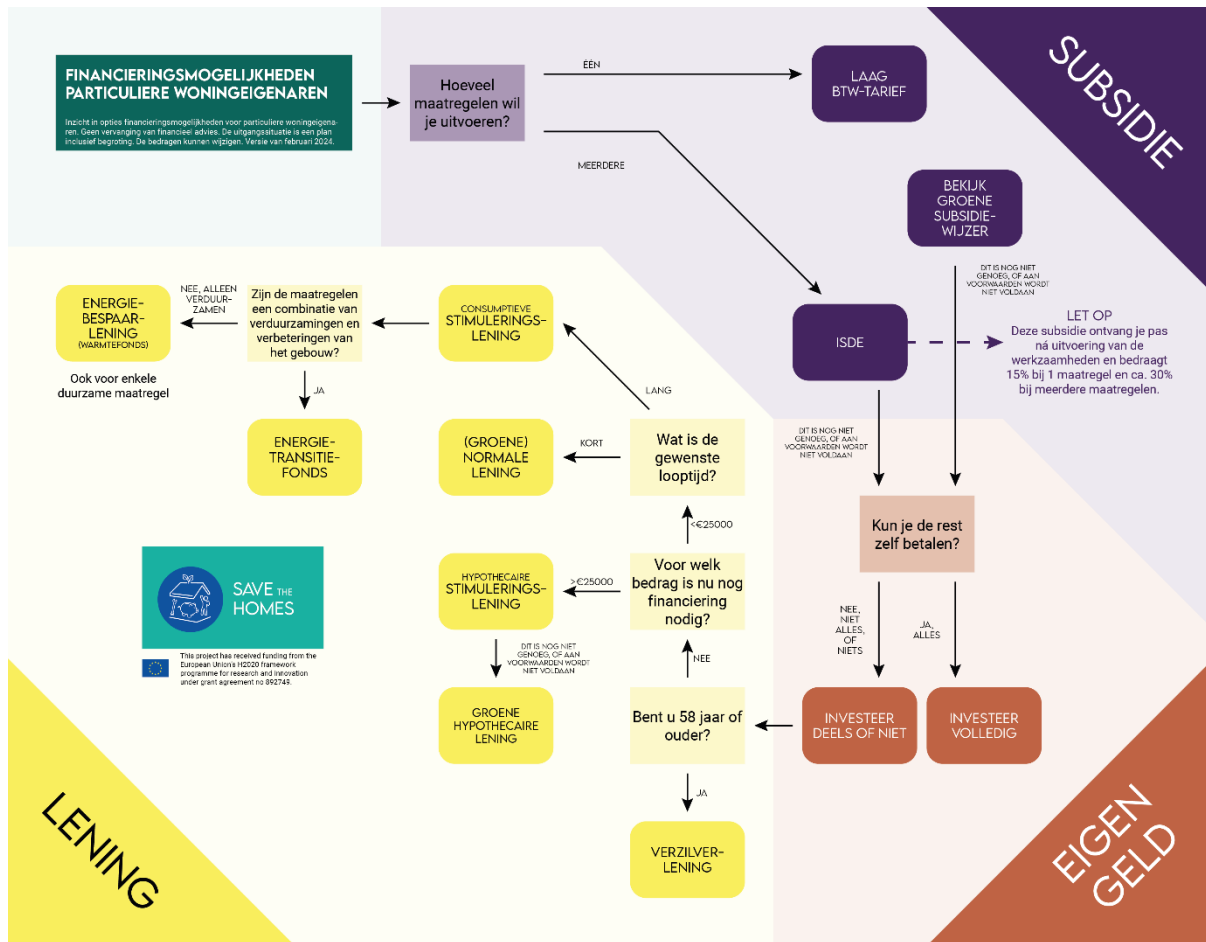 FINANCIERINGSMOGELIJKHEDEN
PARTICULIERE WONINGEIGENAREN
Inzicht in opties financieringsmogelijkheden voor particuliere woningeigena-
ren. Geen vervanging van financieel advies. De uitgangssituatie is een plan
inclusief begroting. De bedragen kunnen wijzigen. Versie van februari 2024.
Hoeveel
maatregelen wil
je uitvoeren?
ÉÉN
LAAG
BTW-TARIEF
SUBSIDIE
MEERDERE
BEKIJK
GROENE
SUBSIDIE-
WIJZER
DIT IS NOG NIET
GENOEG, OF AAN
VOORWAARDEN WORDT
NIET VOLDAAN
ISDE
LET OP
Deze subsidie ontvang je pas
ná uitvoering van de
werkzaamheden en bedraagt
15% bij 1 maatregel en ca. 30%
bij meerdere maatregelen.
DIT IS NOG NIET
GENOEG, OF AAN
VOORWAARDEN WORDT
NIET VOLDAAN
Kun je de rest
zelf betalen?
NEE,
NIET
ALLES,
OF
NIETS
JA,
ALLES
INVESTEER
DEELS OF NIET
INVESTEER
VOLLEDIG
EIGEN
GELD
Bent u 58 jaar of
ouder?
JA
VERZILVER-
LENING
NEE
Voor welk
bedrag is nu nog
financiering
nodig?
>€25000
HYPOTHECAIRE
STIMULERINGS-
LENING
DIT IS NOG NIET
GENOEG, OF AAN
VOORWAARDEN WORDT
NIET VOLDAAN
GROENE
HYPOTHECAIRE
LENING
<€25000
Wat is de
gewenste
looptijd?
KORT
(GROENE)
NORMALE
LENING
LANG
CONSUMPTIEVE
STIMULERINGS-
LENING
Zijn de maatregelen
een combinatie van
verduurzamingen en
verbeteringen van
het gebouw?
NEE, ALLEEN
VERDUUR-
ZAMEN
ENERGIE-
BESPAAR-
LENING
(WARMTEFONDS)
Ook voor enkele
duurzame maatregel
JA
ENERGIE-
TRANSITIE-
FONDS
SAVE THE
HOMES
This project has received funding from the
European Union's H2020 framework
programme for research and innovation
under grant agreement no 892749.
LENING